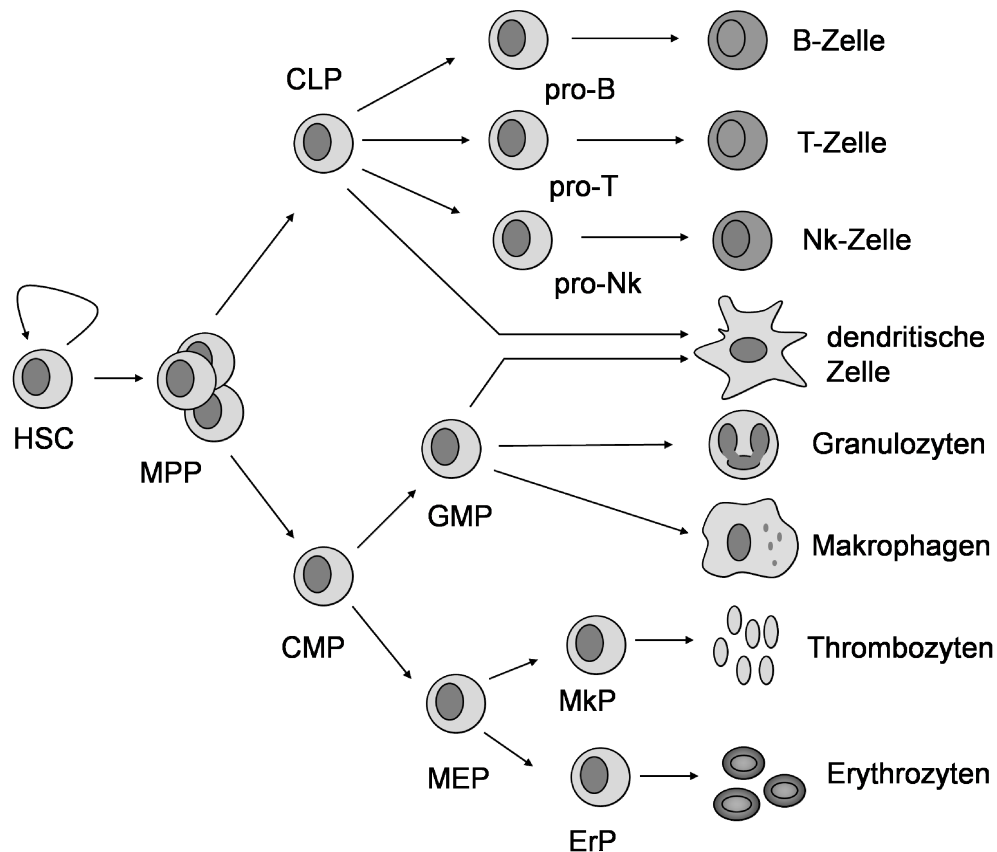 CLP
pro-B
B-Zelle
pro-T
T-Zelle
pro-Nk
Nk-Zelle
HSC
MPP
dendritische
Zelle
GMP
Granulozyten
Makrophagen
CMP
MkP
Thrombozyten
MEP
ErP
Erythrozyten